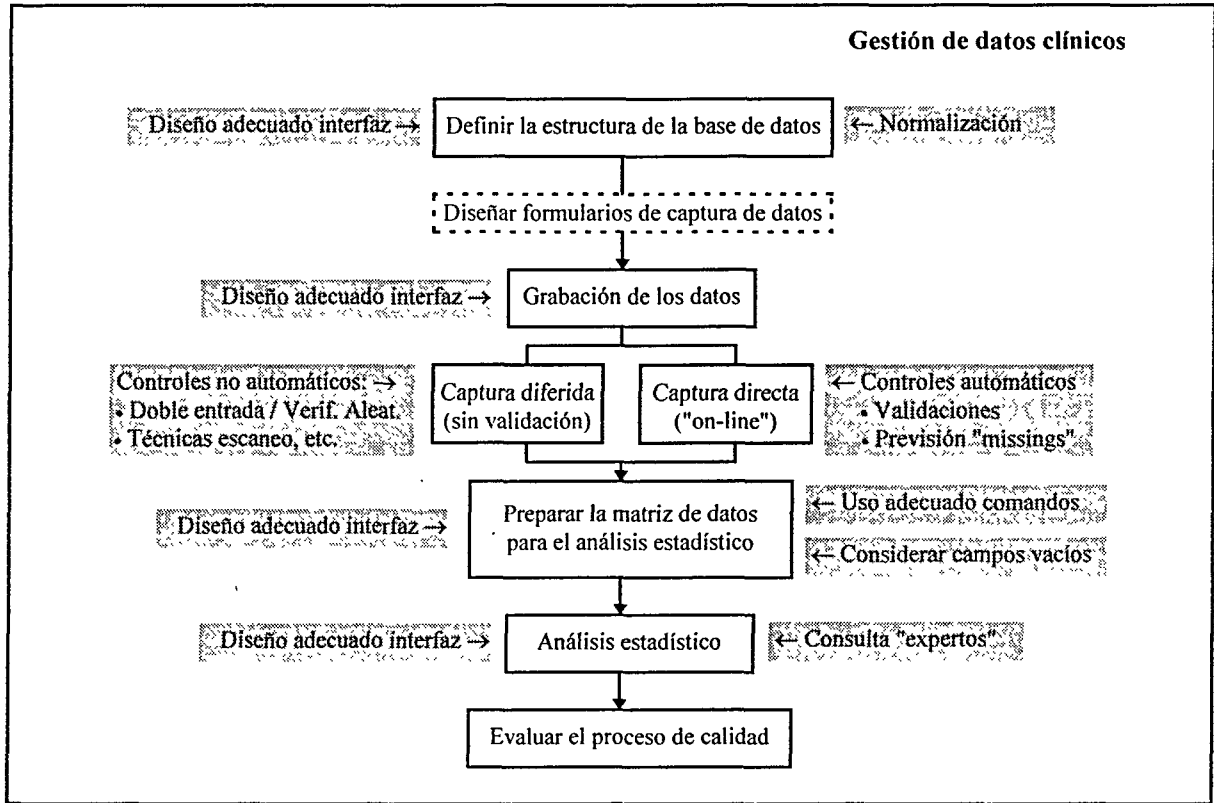 Gestión de datos clínicos
Diseño adecuado interfaz →
Definir la estructura de la base de datos
← Normalización
Diseñar formularios de captura de datos
Diseño adecuado interfaz →
Grabación de los datos
Controles no automáticos: →
• Doble entrada / Verif. Aleat.
• Técnicas escaneo, etc.
Captura diferida
(sin validación)
Captura directa
("on-line")
← Controles automáticos
• Validaciones
• Previsión "missings"
Diseño adecuado interfaz →
Preparar la matriz de datos
para el análisis estadístico
← Uso adecuado comandos
← Considerar campos vacíos
Diseño adecuado interfaz →
Análisis estadístico
← Consulta "expertos"
Evaluar el proceso de calidad